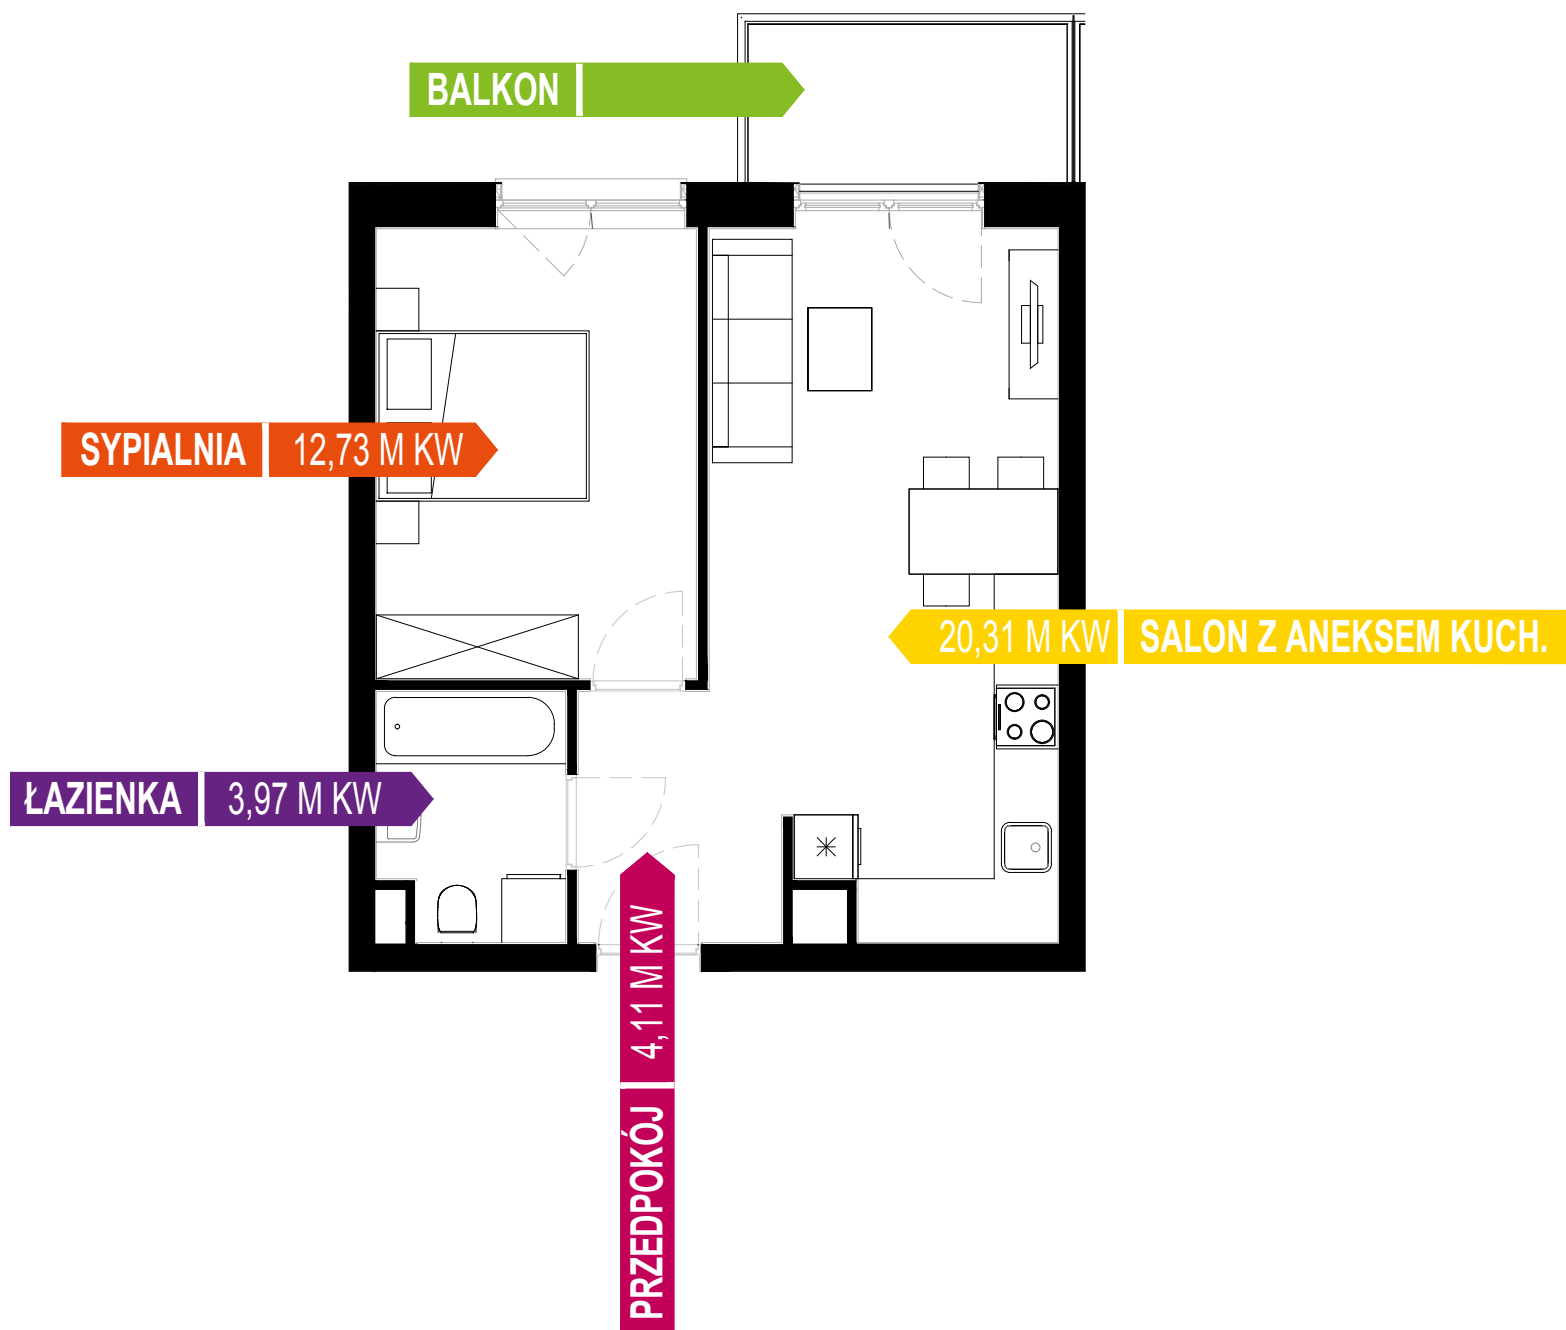 BALKON
SYPIALNIA 12,73 M KW
20,31 M KW SALON Z ANEKSEM KUCH.
ŁAZIENKA 3,97 M KW
PRZEDPOKÓJ 4,11 M KW